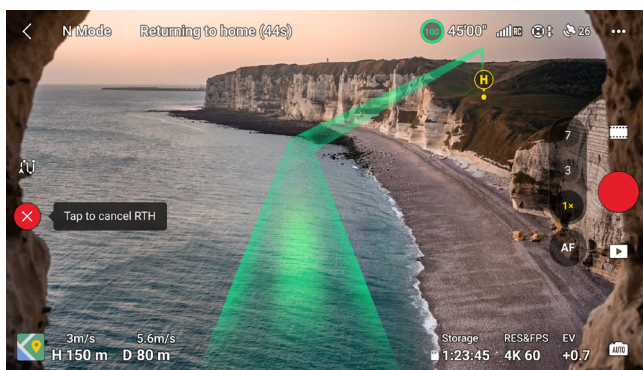 N Mode
Returning to home (44s)
100
45'00"
RC
26
H
7
3
1×
AF
Tap to cancel RTH
3m/s
5.6m/s
H 150 m
D 80 m
Storage
RES&FPS
EV
1:23:45
4K 60
+0.7
AUTO